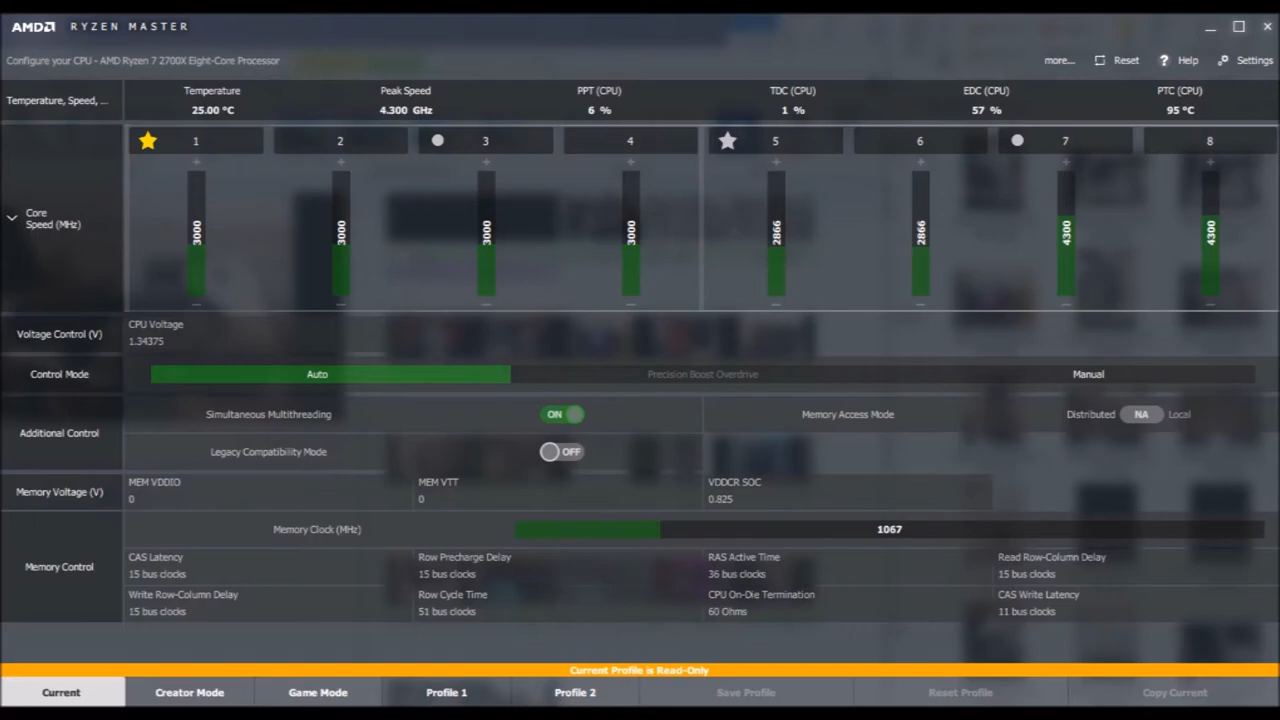 AMD RYZEN MASTER
Configure your CPU - AMD Ryzen 7 2700X Eight-Core Processor
more... Reset ? Help Settings
Temperature, Speed, ...
Temperature Peak Speed PPT (CPU) TDC (CPU) EDC (CPU) PTC (CPU)
25.00 °C 4.300 GHz 6 % 1 % 57 % 95 °C
1 2 3 4 5 6 7 8
Core
Speed (MHz)
3000 3000 3000 3000 2866 2866 4300 4300
Voltage Control (V)
CPU Voltage
1.34375
Control Mode
Auto Precision Boost Overdrive Manual
Additional Control
Simultaneous Multithreading ON Memory Access Mode Distributed NA Local
Legacy Compatibility Mode OFF
Memory Voltage (V)
MEM VDDIO MEM VTT VDDCR SOC
0 0 0.825
Memory Control
Memory Clock (MHz) 1067
CAS Latency Row Precharge Delay RAS Active Time Read Row-Column Delay
15 bus clocks 15 bus clocks 36 bus clocks 15 bus clocks
Write Row-Column Delay Row Cycle Time CPU On-Die Termination CAS Write Latency
15 bus clocks 51 bus clocks 60 Ohms 11 bus clocks
Current Profile is Read-Only
Current Creator Mode Game Mode Profile 1 Profile 2 Save Profile Reset Profile Copy Current